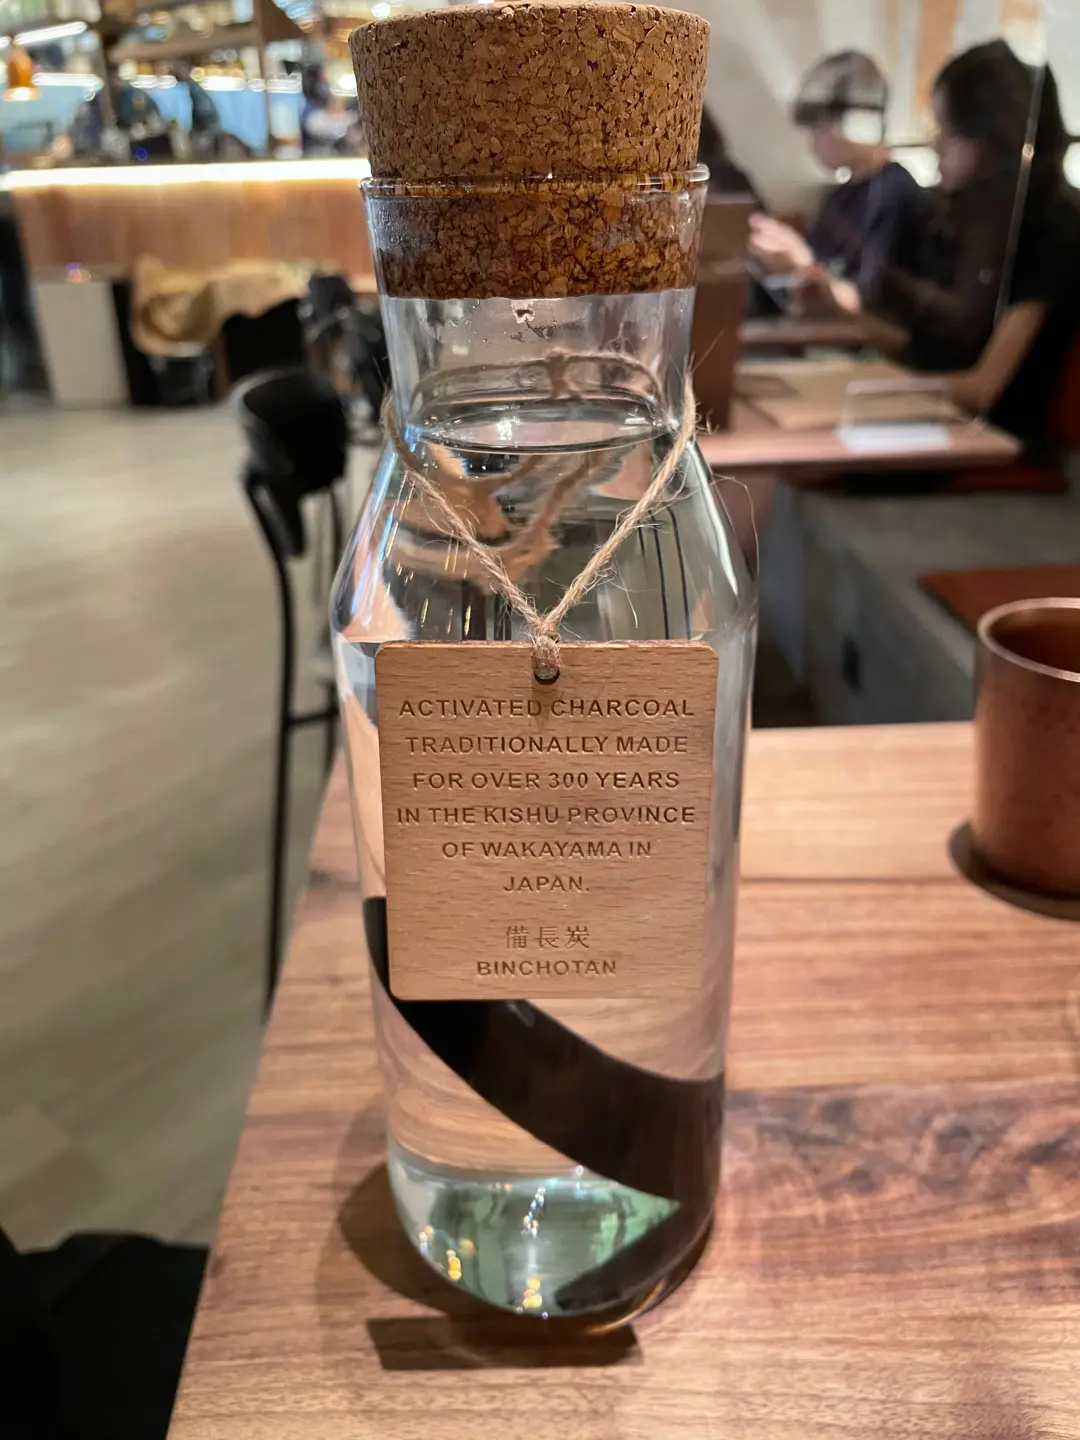 ACTIVATED CHARCOAL
TRADITIONALLY MADE
FOR OVER 300 YEARS
IN THE KISHU PROVINCE
OF WAKAYAMA IN
JAPAN.
備長炭
BINCHOTAN